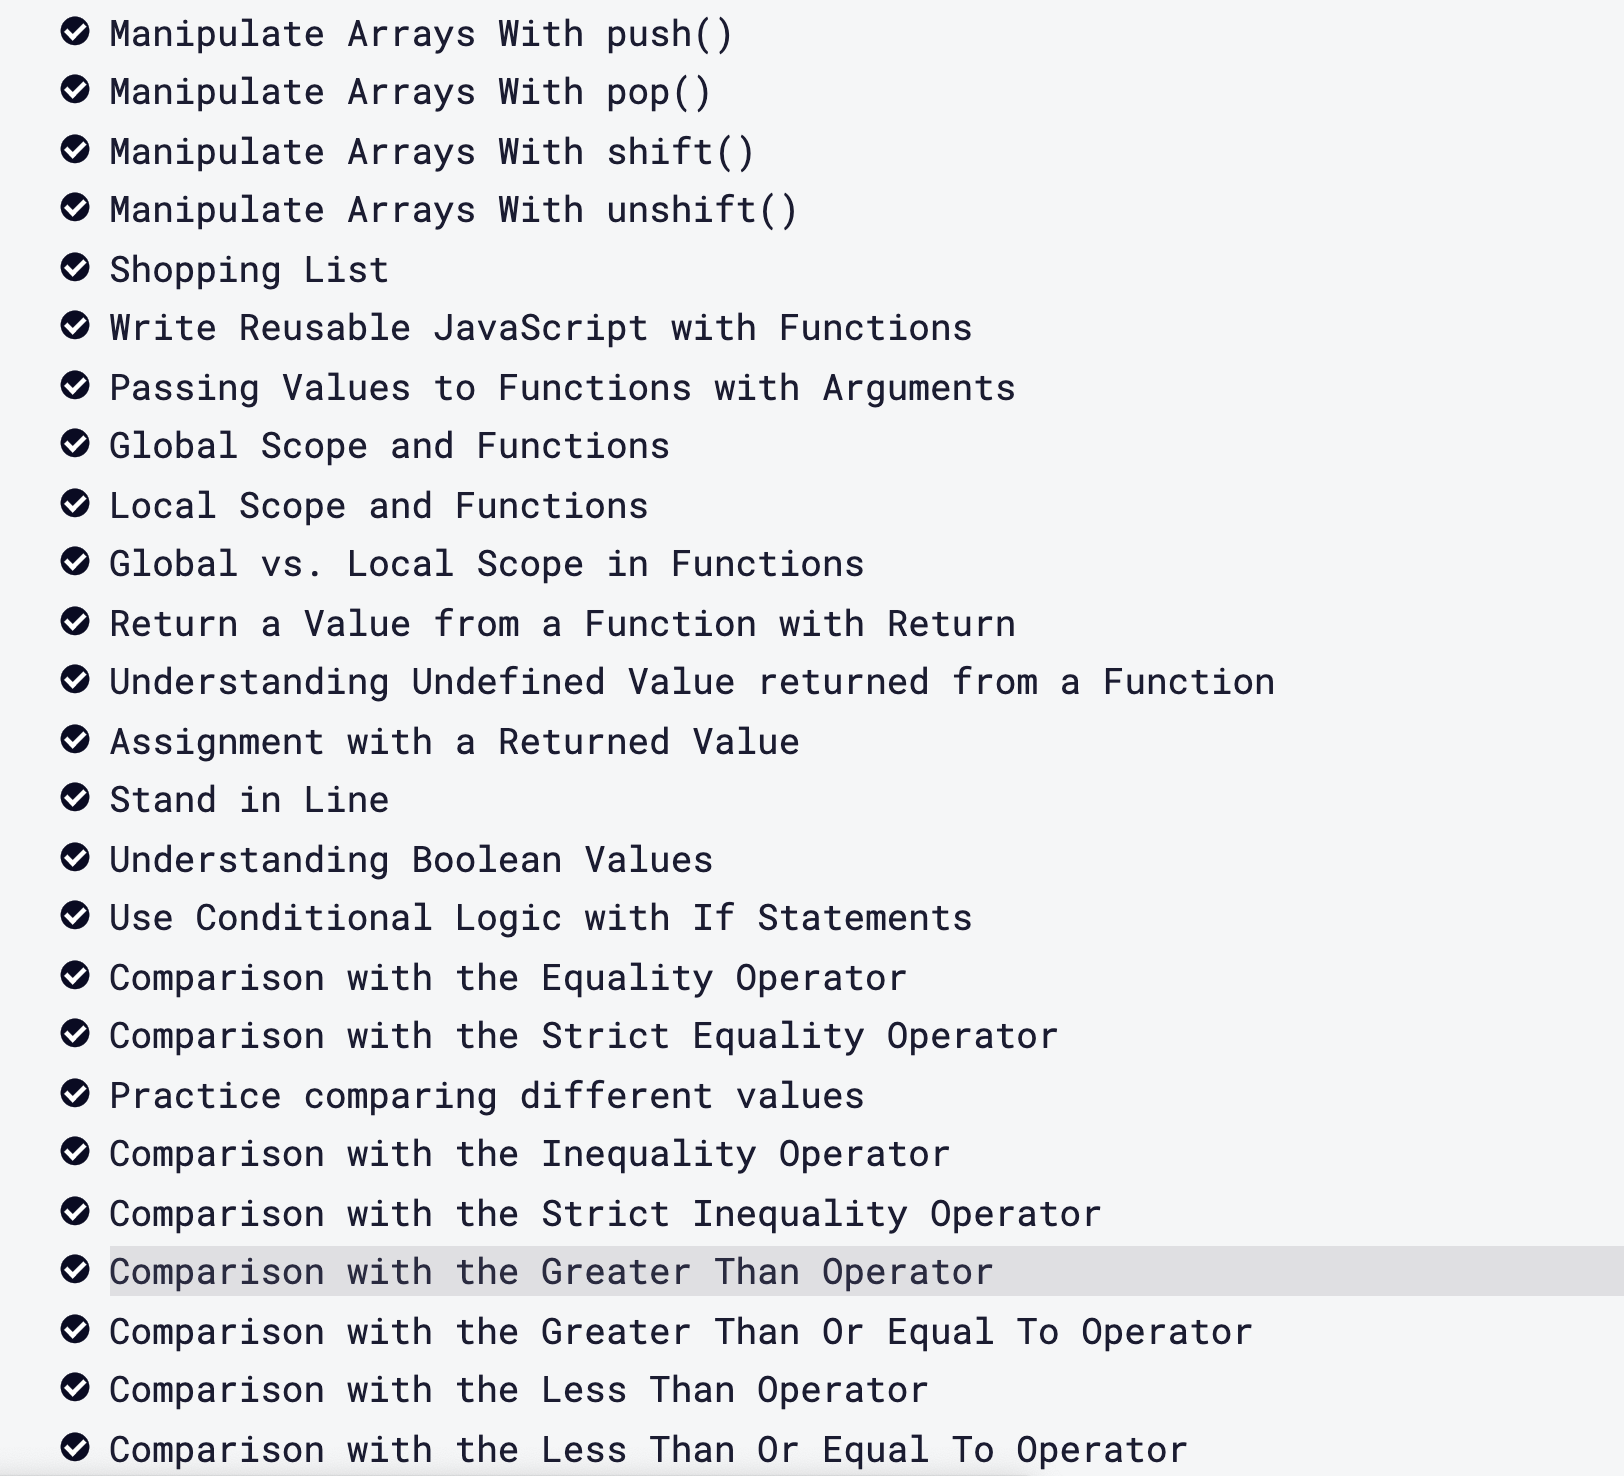 Manipulate Arrays With push()
Manipulate Arrays With pop()
Manipulate Arrays With shift()
Manipulate Arrays With unshift()
Shopping List
Write Reusable JavaScript with Functions
Passing Values to Functions with Arguments
Global Scope and Functions
Local Scope and Functions
Global vs. Local Scope in Functions
Return a Value from a Function with Return
Understanding Undefined Value returned from a Function
Assignment with a Returned Value
Stand in Line
Understanding Boolean Values
Use Conditional Logic with If Statements
Comparison with the Equality Operator
Comparison with the Strict Equality Operator
Practice comparing different values
Comparison with the Inequality Operator
Comparison with the Strict Inequality Operator
Comparison with the Greater Than Operator
Comparison with the Greater Than Or Equal To Operator
Comparison with the Less Than Operator
Comparison with the Less Than Or Equal To Operator